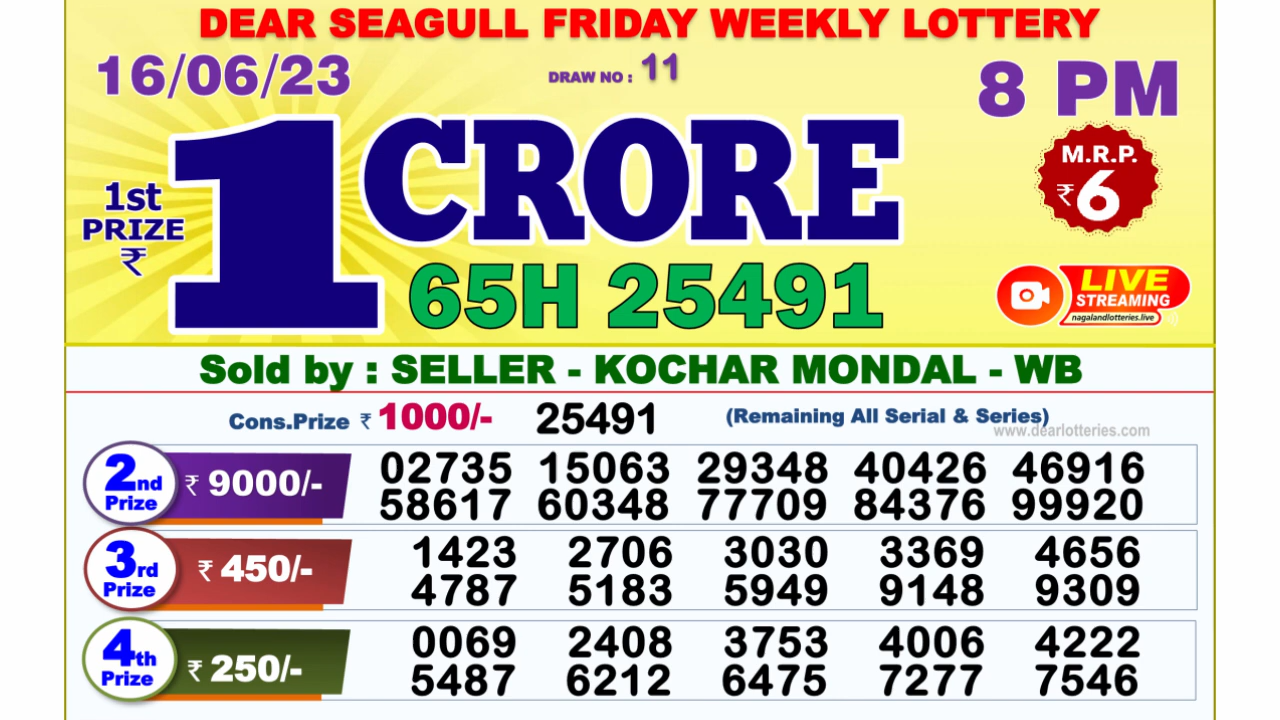 DEAR SEAGULL FRIDAY WEEKLY LOTTERY
16/06/23 DRAW NO : 11 8 PM
1st PRIZE ₹ 1 CRORE
M.R.P. ₹ 6
65H 25491
LIVE
STREAMING
nagalandlotteries.live
Sold by : SELLER - KOCHAR MONDAL - WB
Cons.Prize ₹ 1000/- 25491 (Remaining All Serial & Series)
www.dearlotteries.com
2nd Prize ₹ 9000/-
02735 15063 29348 40426 46916
58617 60348 77709 84376 99920
3rd Prize ₹ 450/-
1423 2706 3030 3369 4656
4787 5183 5949 9148 9309
4th Prize ₹ 250/-
0069 2408 3753 4006 4222
5487 6212 6475 7277 7546